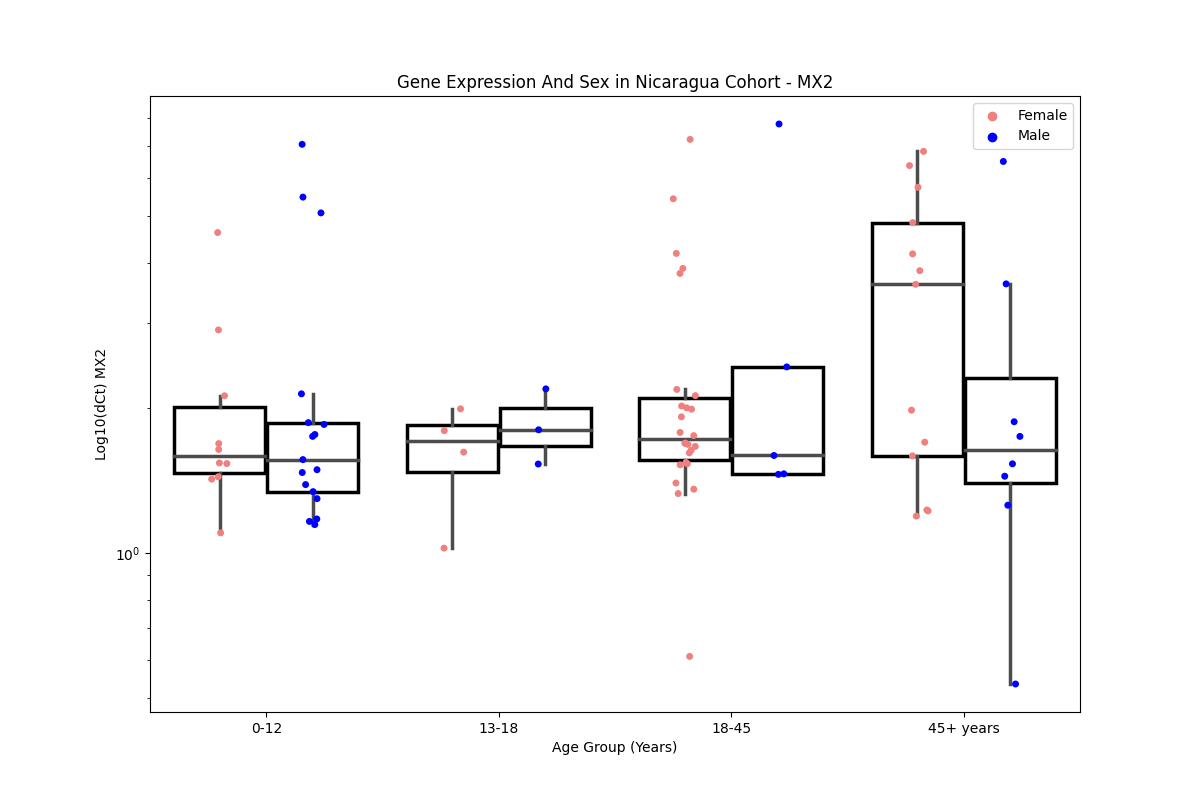 Gene Expression And Sex in Nicaragua Cohort - MX2
Female
Male
Log10(dCt) MX2
10⁰
0-12
13-18
18-45
45+ years
Age Group (Years)